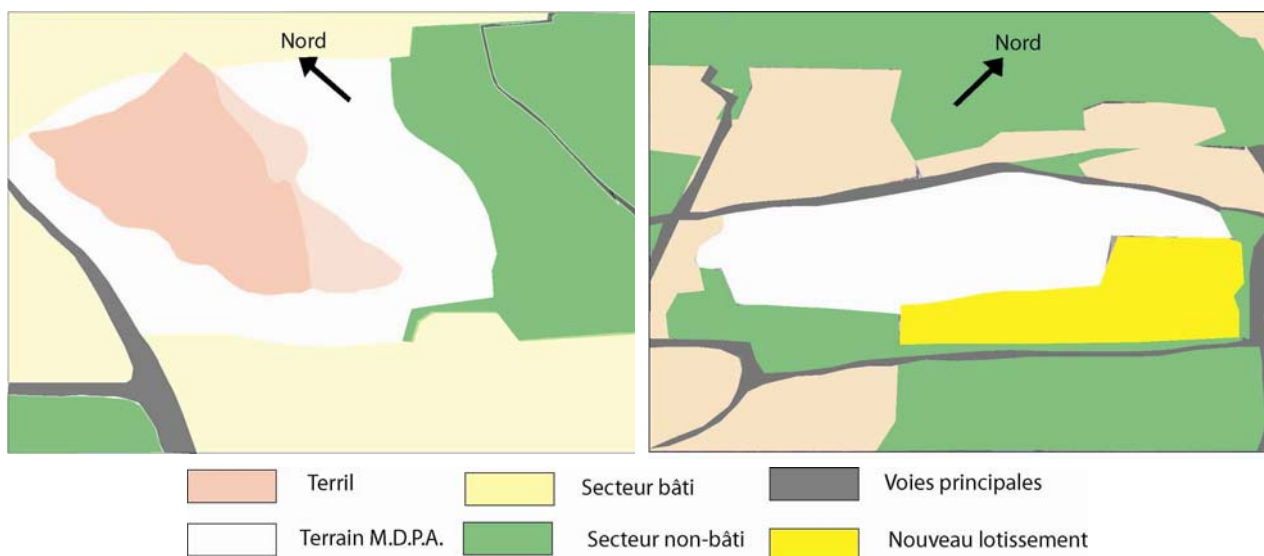 Nord
Nord
Terril
Secteur bâti
Voies principales
Terrain M.D.P.A.
Secteur non-bâti
Nouveau lotissement